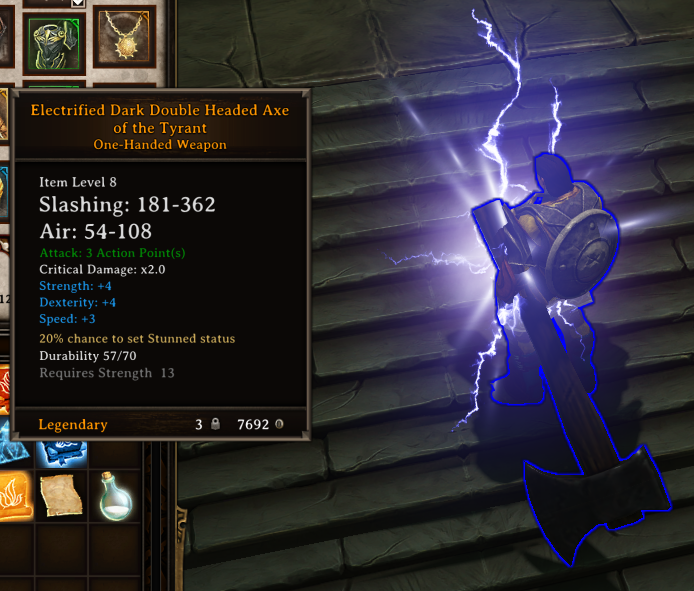 Electrified Dark Double Headed Axe
of the Tyrant
One-Handed Weapon
Item Level 8
Slashing: 181-362
Air: 54-108
Attack: 3 Action Point(s)
Critical Damage: x2.0
Strength: +4
Dexterity: +4
Speed: +3
20% chance to set Stunned status
Durability 57/70
Requires Strength 13
Legendary 3 7692
12